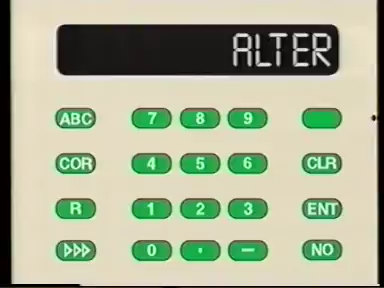 ALTER
ABC 7 8 9
COR 4 5 6 CLR
R 1 2 3 ENT
▷▷▷ 0 · – NO